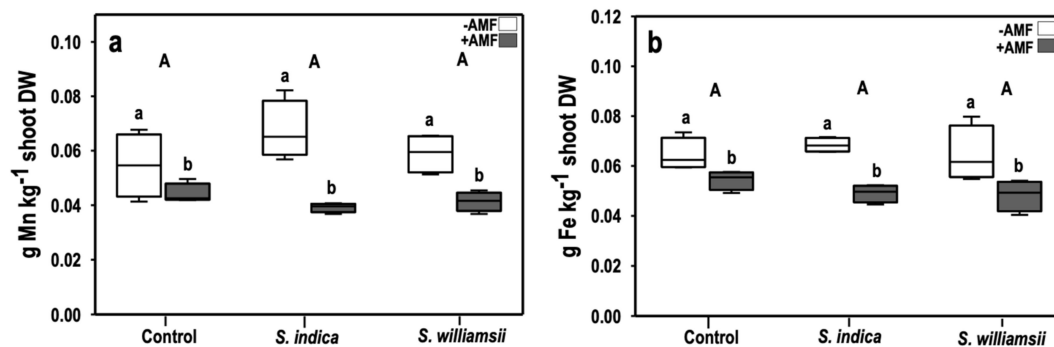 a
-AMF
+AMF
g Mn kg-1 shoot DW
0.10
0.08
0.06
0.04
0.02
0.00
A
A
A
a
b
a
b
a
b
Control
S. indica
S. williamsii
b
-AMF
+AMF
g Fe kg-1 shoot DW
0.12
0.10
0.08
0.06
0.04
0.02
0.00
A
A
A
a
b
a
b
a
b
Control
S. indica
S. williamsii